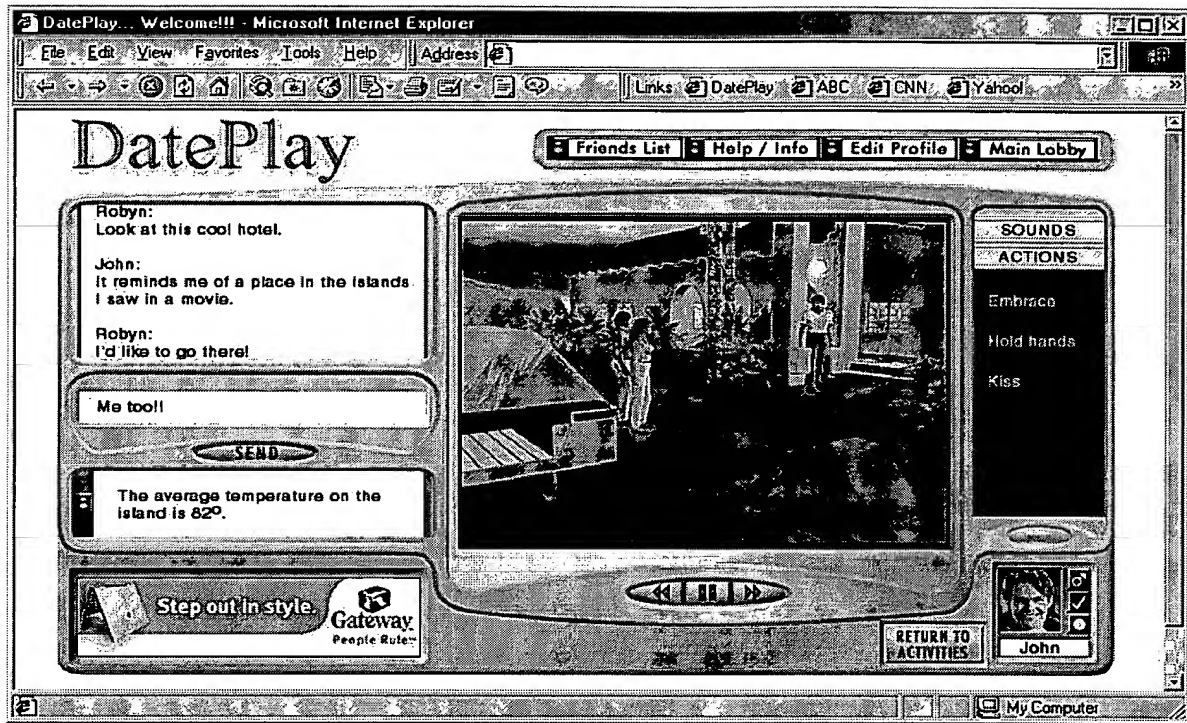 DatePlay... Welcome!!! - Microsoft Internet Explorer
File Edit View Favorites Tools Help Address
Links DatePlay ABC CNN Yahoo! »
DatePlay
Friends List Help / Info Edit Profile Main Lobby
Robyn:
Look at this cool hotel.
John:
It reminds me of a place in the islands
I saw in a movie.
Robyn:
I'd like to go there!
Me too!!
SEND
The average temperature on the
island is 82º.
Step out in style.
Gateway
People Rule
SOUNDS
ACTIONS
Embrace
Hold hands
Kiss
RETURN TO
ACTIVITIES
John
My Computer